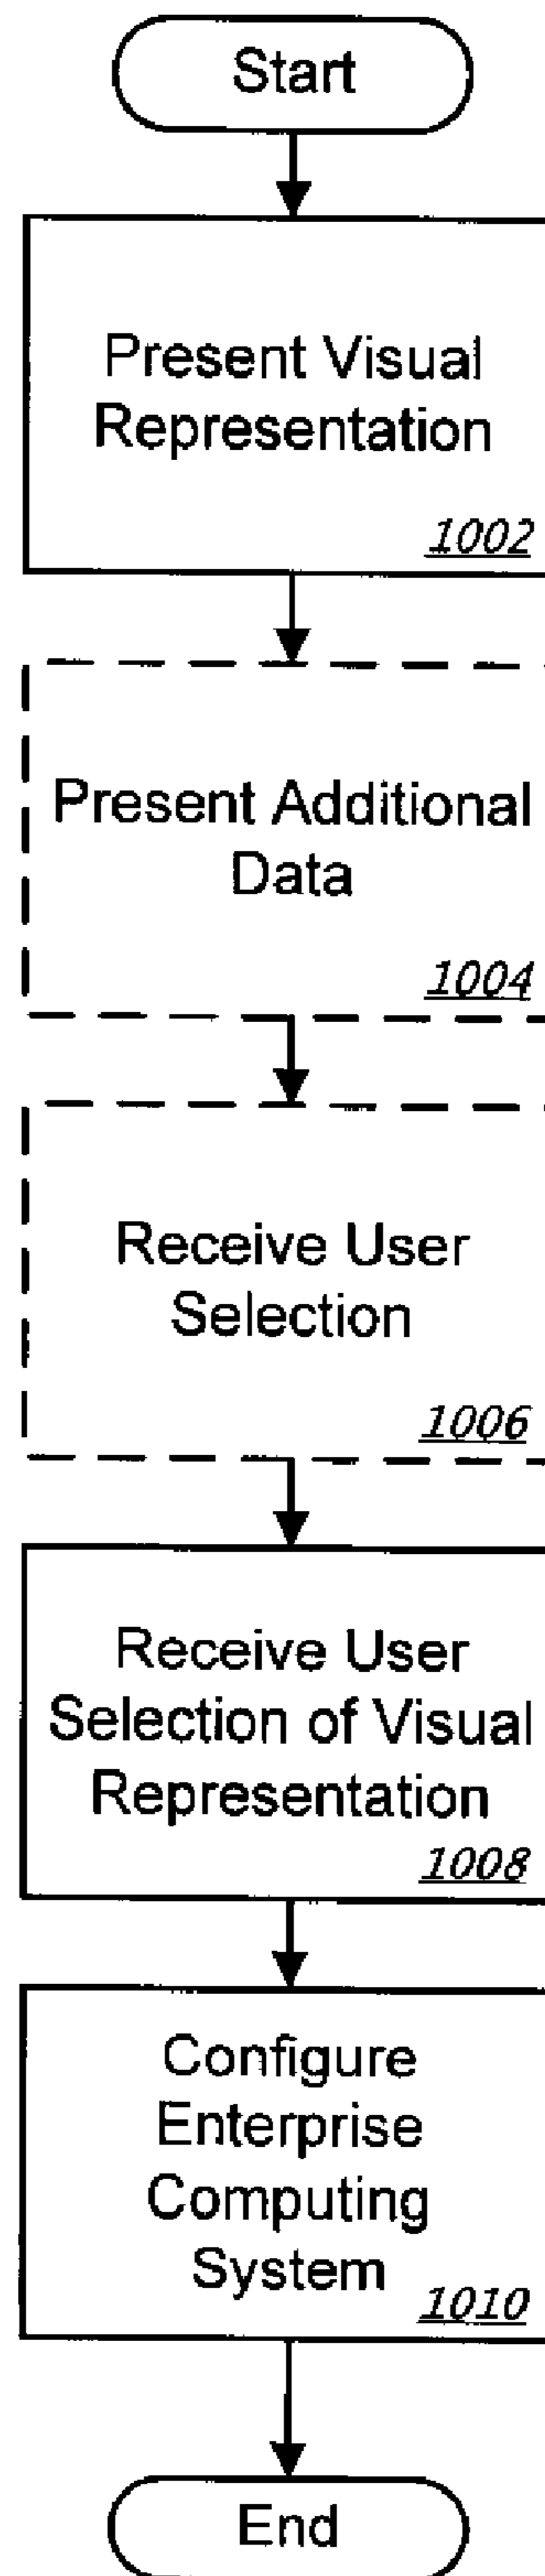 Start
Present Visual
Representation
1002
Present Additional
Data
1004
Receive User
Selection
1006
Receive User
Selection of Visual
Representation
1008
Configure
Enterprise
Computing
System
1010
End